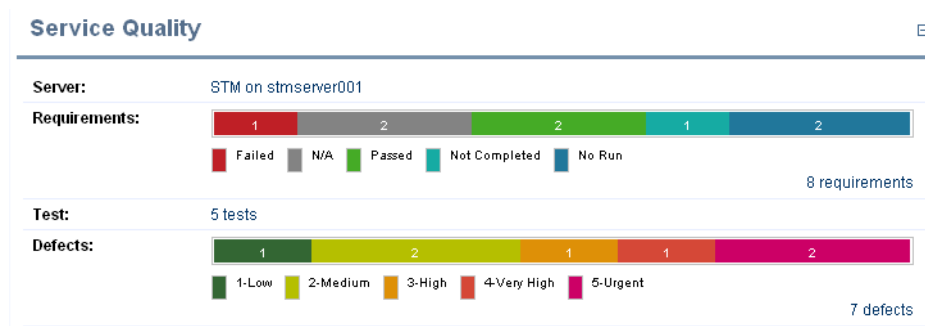 Service Quality
Server: STM on stmserver001
Requirements: 1 2 2 1 2
Failed N/A Passed Not Completed No Run
8 requirements
Test: 5 tests
Defects: 1 2 1 1 2
1-Low 2-Medium 3-High 4-Very High 5-Urgent
7 defects